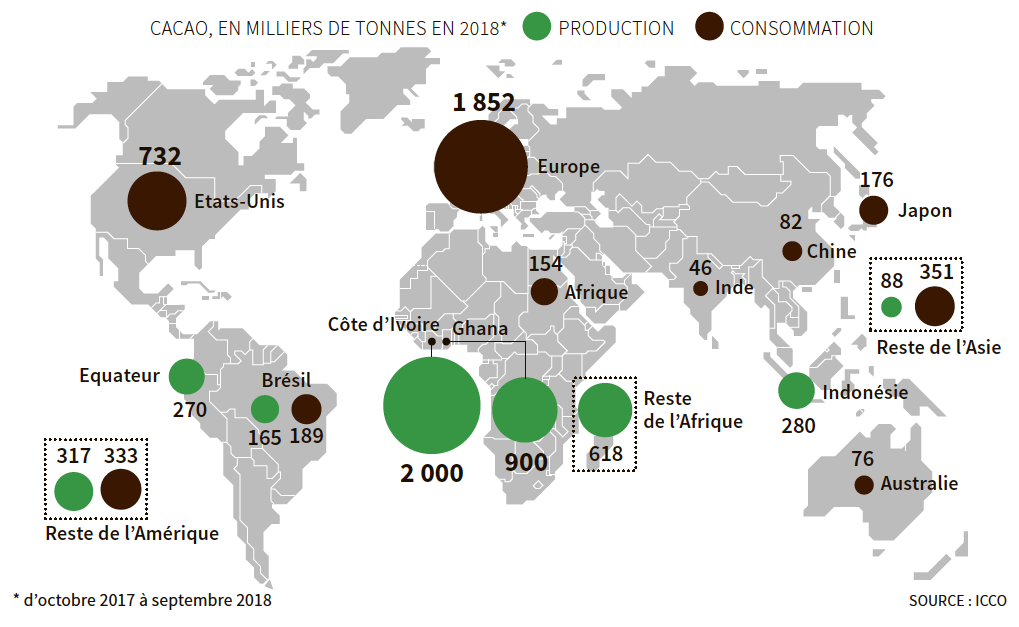 CACAO, EN MILLIERS DE TONNES EN 2018* PRODUCTION CONSOMMATION
1 852
Europe
732
Etats-Unis
176
Japon
82
Chine
46
Inde
154
Afrique
88 351
Reste de l'Asie
Côte d'Ivoire Ghana
Equateur
270
Brésil
165 189
2 000
900
Reste
de l'Afrique
618
Indonésie
280
317 333
Reste de l'Amérique
76
Australie
* d'octobre 2017 à septembre 2018
SOURCE : ICCO